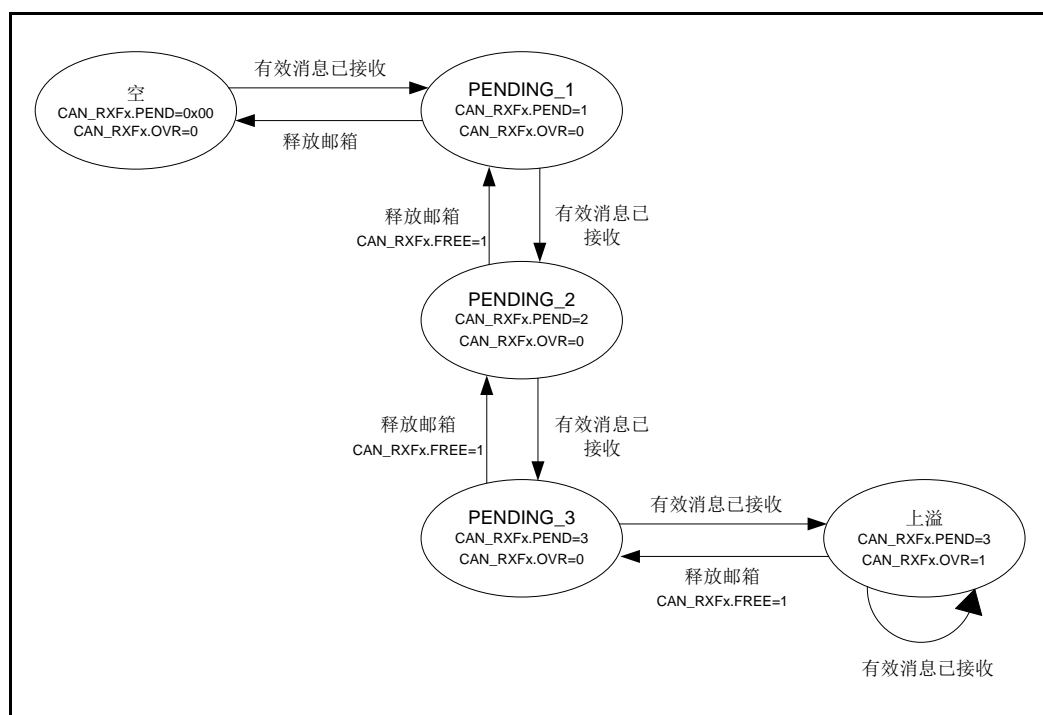 空
CAN_RXFx.PEND=0x00
CAN_RXFx.OVR=0
有效消息已接收
释放邮箱
PENDING_1
CAN_RXFx.PEND=1
CAN_RXFx.OVR=0
释放邮箱
CAN_RXFx.FREE=1
有效消息已
接收
PENDING_2
CAN_RXFx.PEND=2
CAN_RXFx.OVR=0
释放邮箱
CAN_RXFx.FREE=1
有效消息已
接收
PENDING_3
CAN_RXFx.PEND=3
CAN_RXFx.OVR=0
有效消息已接收
释放邮箱
CAN_RXFx.FREE=1
上溢
CAN_RXFx.PEND=3
CAN_RXFx.OVR=1
有效消息已接收